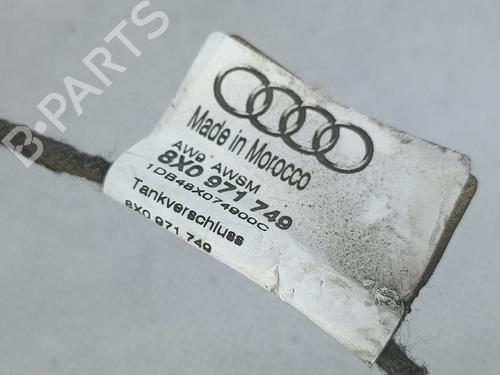 B-PARTS
Made in Morocco
AW9 AWSM
8X0 971 749
1DB48X074900C
Tankverschluss
8X0 971 749